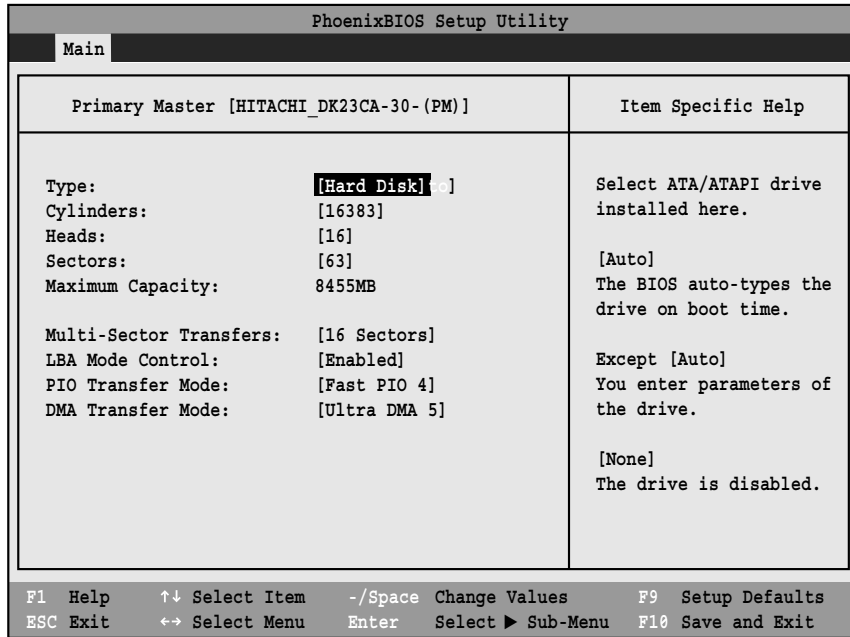 PhoenixBIOS Setup Utility
Main
Primary Master [HITACHI_DK23CA-30-(PM)]
Item Specific Help
Type: [Hard Disk]to]
Cylinders: [16383]
Heads: [16]
Sectors: [63]
Maximum Capacity: 8455MB
Multi-Sector Transfers: [16 Sectors]
LBA Mode Control: [Enabled]
PIO Transfer Mode: [Fast PIO 4]
DMA Transfer Mode: [Ultra DMA 5]
Select ATA/ATAPI drive
installed here.
[Auto]
The BIOS auto-types the
drive on boot time.
Except [Auto]
You enter parameters of
the drive.
[None]
The drive is disabled.
F1 Help ↑↓ Select Item -/Space Change Values F9 Setup Defaults
ESC Exit ←→ Select Menu Enter Select ▶ Sub-Menu F10 Save and Exit